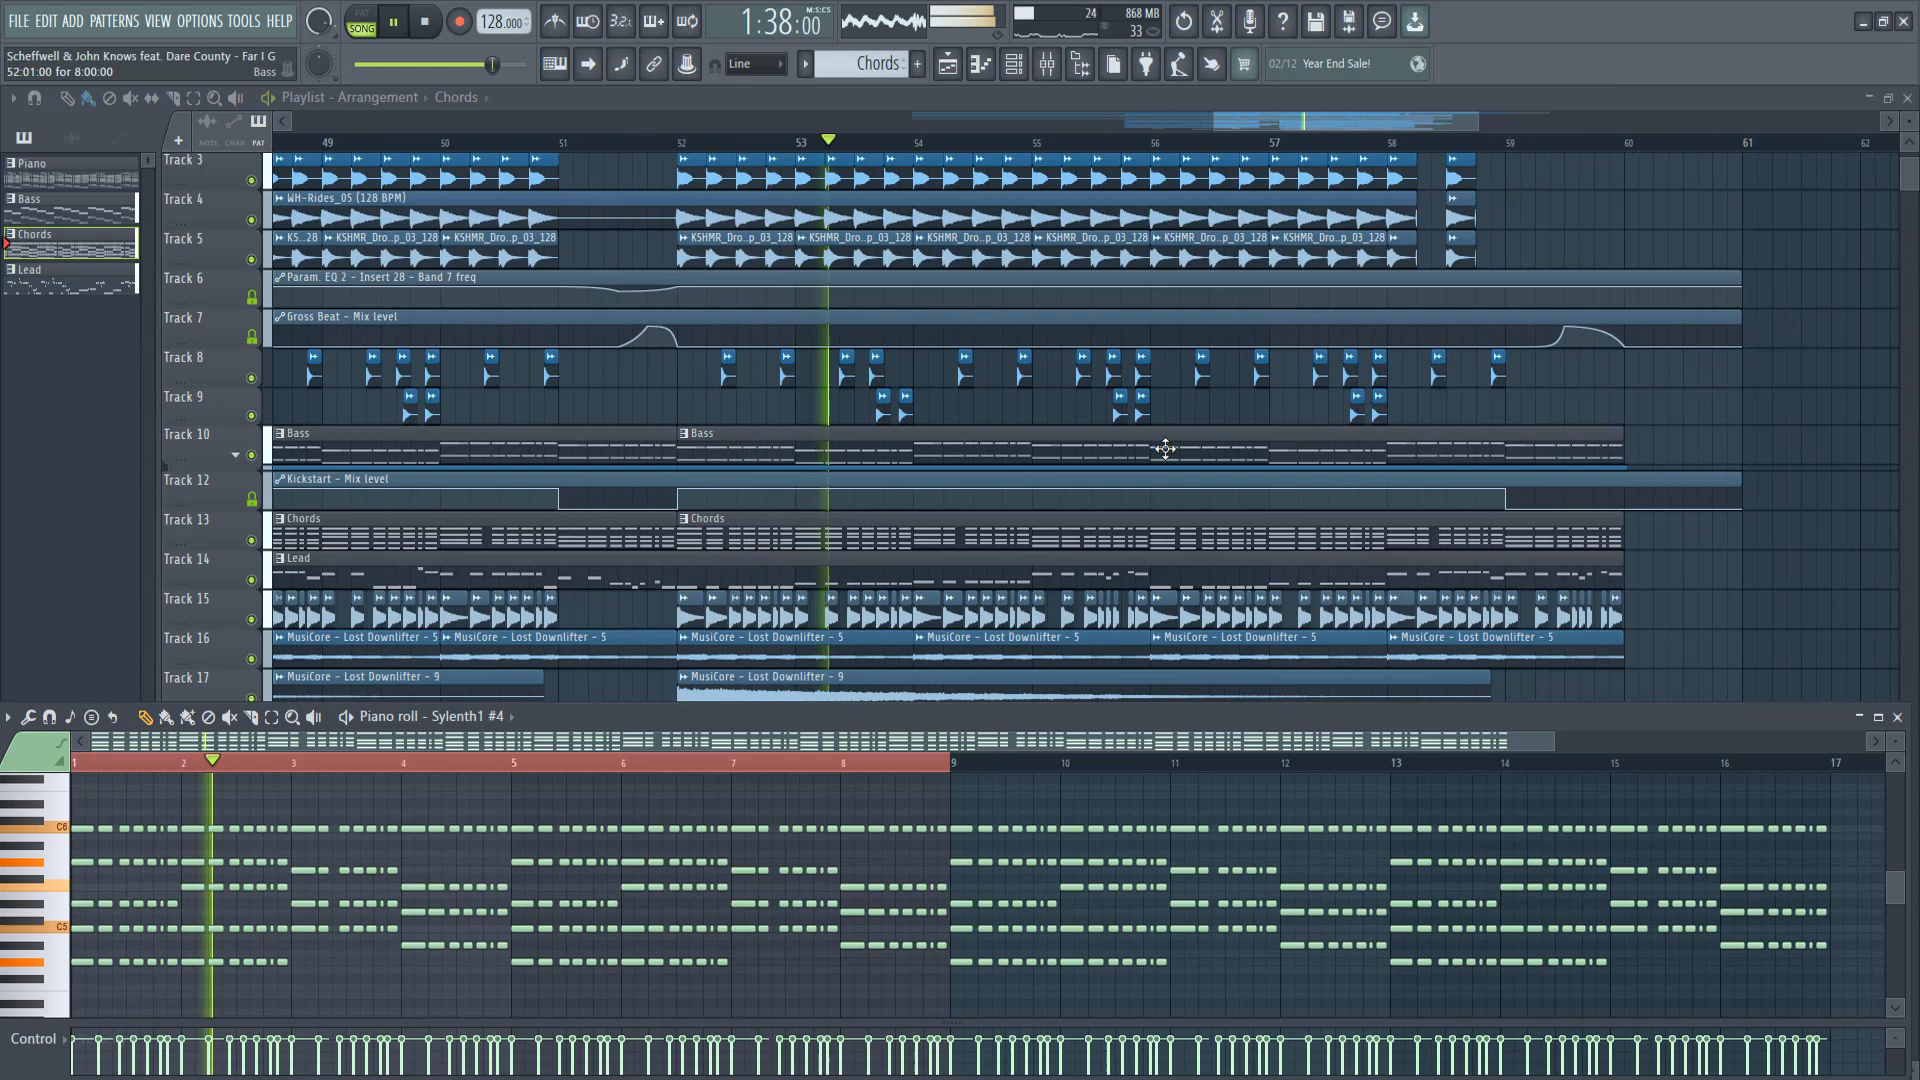 FILE EDIT ADD PATTERNS VIEW OPTIONS TOOLS HELP
PAT
SONG
128.000
3.2:
1:38:00
M:S:CS
24
868 MB
33
Scheffwell & John Knows feat. Dare County - Far I G
52:01:00 for 8:00:00
Bass
Line
Chords
02/12 Year End Sale!
Playlist - Arrangement
Chords
NOTE CHAN PAT
49 50 51 52 53 54 55 56 57 58 59 60 61 62
Piano
Bass
Chords
Lead
Track 3
Track 4
WH-Rides_05 (128 BPM)
Track 5
K5..28
KSHMR_Dro..p_03_128
KSHMR_Dro..p_03_128
KSHMR_Dro..p_03_128
KSHMR_Dro..p_03_128
KSHMR_Dro..p_03_128
KSHMR_Dro..p_03_128
KSHMR_Dro..p_03_128
KSHMR_Dro..p_03_128
Track 6
Param. EQ 2 - Insert 28 - Band 7 freq
Track 7
Gross Beat - Mix level
Track 8
Track 9
Track 10
Bass
Bass
Track 12
Kickstart - Mix level
Track 13
Chords
Chords
Track 14
Lead
Track 15
Track 16
MusiCore - Lost Downlifter - 5
MusiCore - Lost Downlifter - 5
MusiCore - Lost Downlifter - 5
MusiCore - Lost Downlifter - 5
MusiCore - Lost Downlifter - 5
MusiCore - Lost Downlifter - 5
Track 17
MusiCore - Lost Downlifter - 9
MusiCore - Lost Downlifter - 9
Piano roll - Sylenth1 #4
1 2 3 4 5 6 7 8 9 10 11 12 13 14 15 16 17
C6
C5
Control